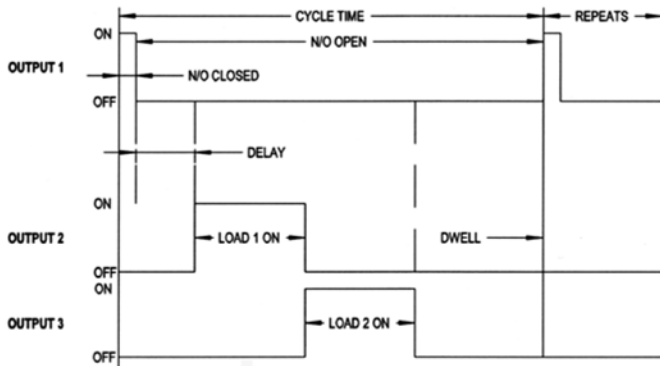 CYCLE TIME REPEATS
ON
N/O OPEN
OUTPUT 1
N/O CLOSED
OFF
DELAY
ON
OUTPUT 2 LOAD 1 ON DWELL
OFF
ON
OUTPUT 3 LOAD 2 ON
OFF